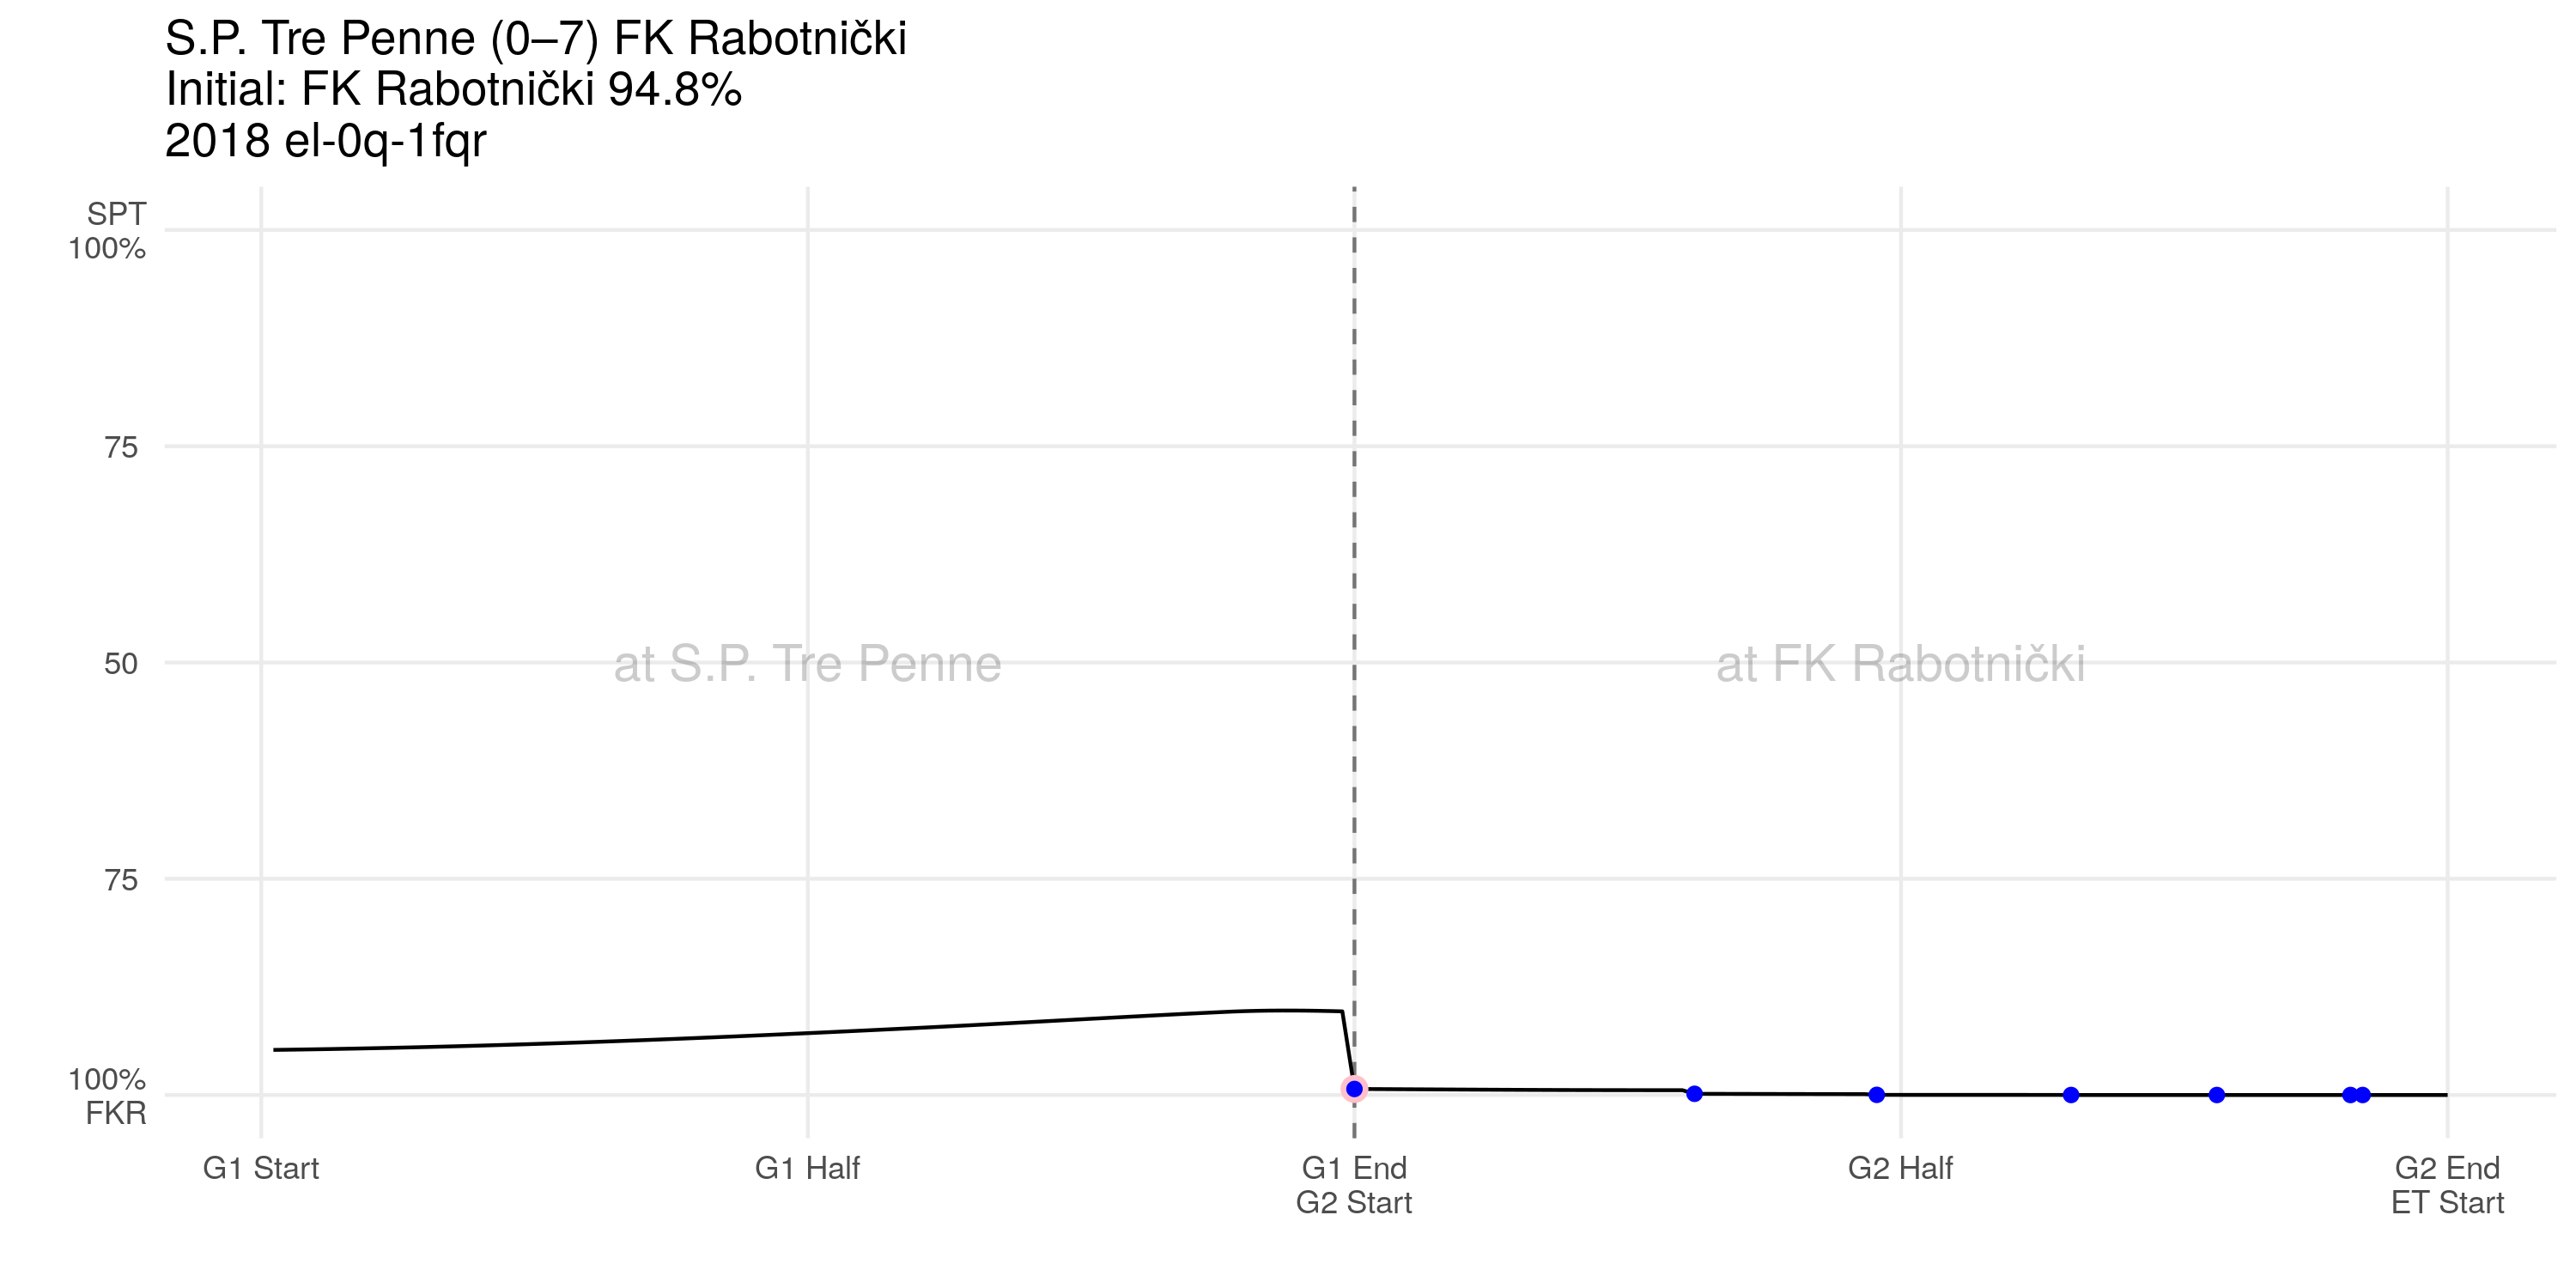 S.P. Tre Penne (0–7) FK Rabotnički
Initial: FK Rabotnički 94.8%
2018 el-0q-1fqr
SPT
100%
75
50
75
100%
FKR
at S.P. Tre Penne
at FK Rabotnički
G1 Start
G1 Half
G1 End
G2 Start
G2 Half
G2 End
ET Start